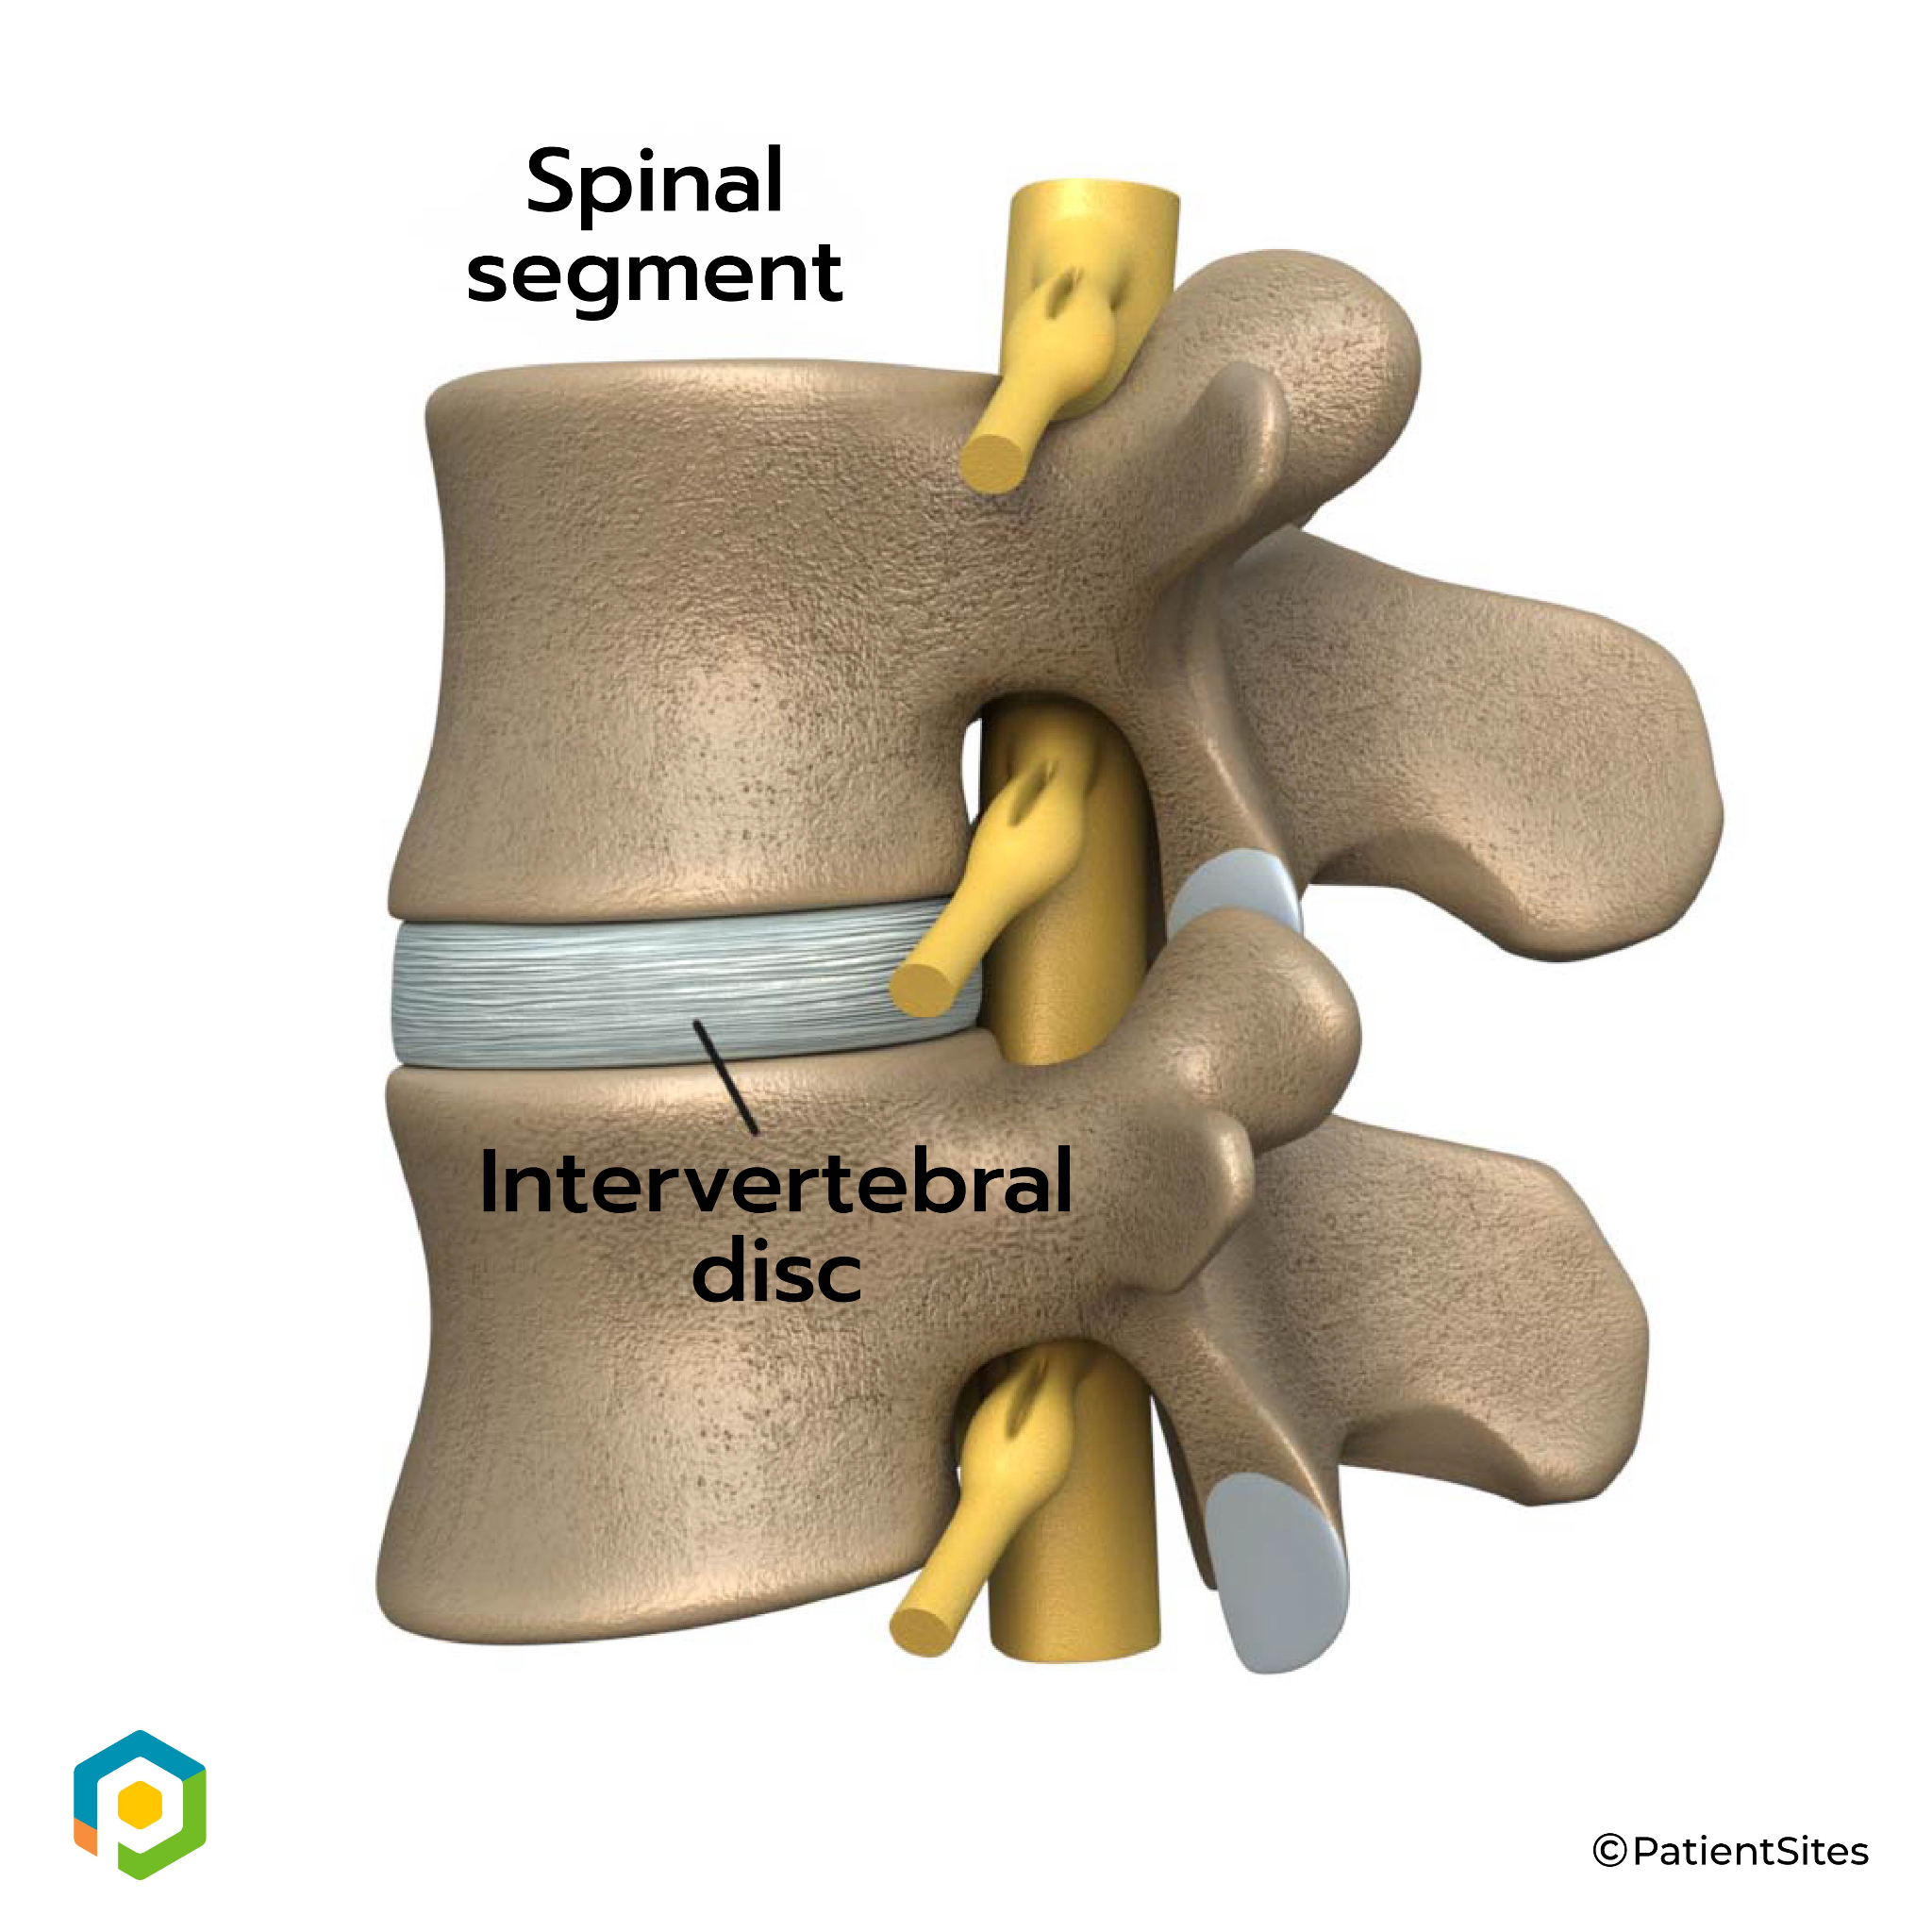 Spinal
segment
Intervertebral
disc
©PatientSites